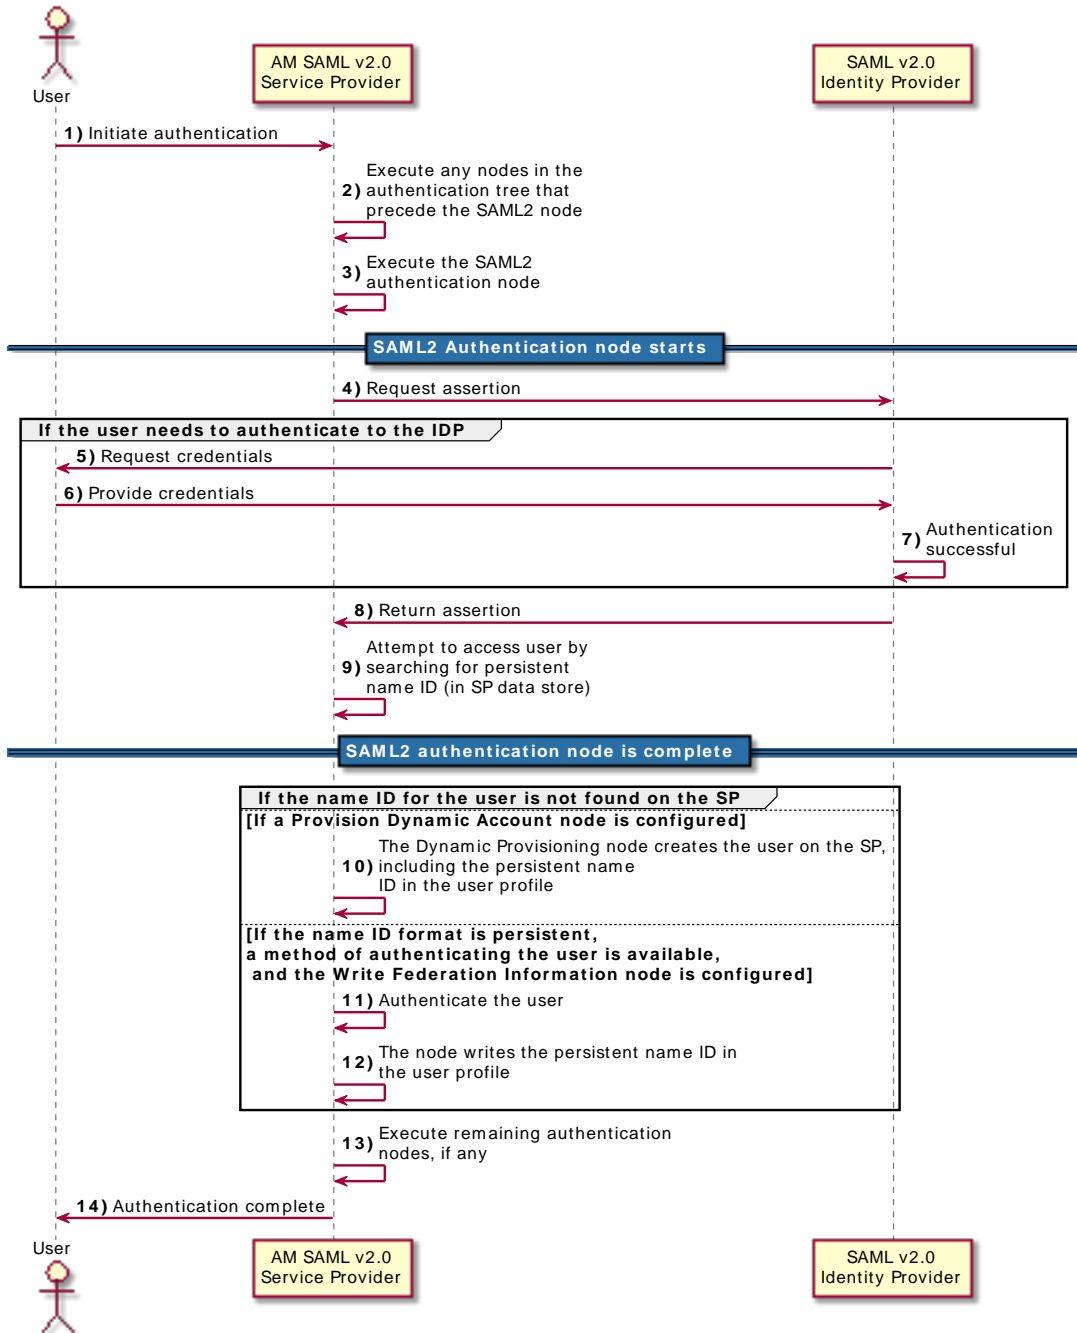 User
AM SAML v2.0
Service Provider
SAML v2.0
Identity Provider
1) Initiate authentication
Execute any nodes in the
2) authentication tree that
precede the SAML2 node
3) Execute the SAML2
authentication node
SAML2 Authentication node starts
4) Request assertion
If the user needs to authenticate to the IDP
5) Request credentials
6) Provide credentials
7) Authentication
successful
8) Return assertion
Attempt to access user by
9) searching for persistent
name ID (in SP data store)
SAML2 authentication node is complete
If the name ID for the user is not found on the SP
[If a Provision Dynamic Account node is configured]
The Dynamic Provisioning node creates the user on the SP,
10) including the persistent name
ID in the user profile
[If the name ID format is persistent,
a method of authenticating the user is available,
and the Write Federation Information node is configured]
11) Authenticate the user
12) The node writes the persistent name ID in
the user profile
13) Execute remaining authentication
nodes, if any
14) Authentication complete
User
AM SAML v2.0
Service Provider
SAML v2.0
Identity Provider